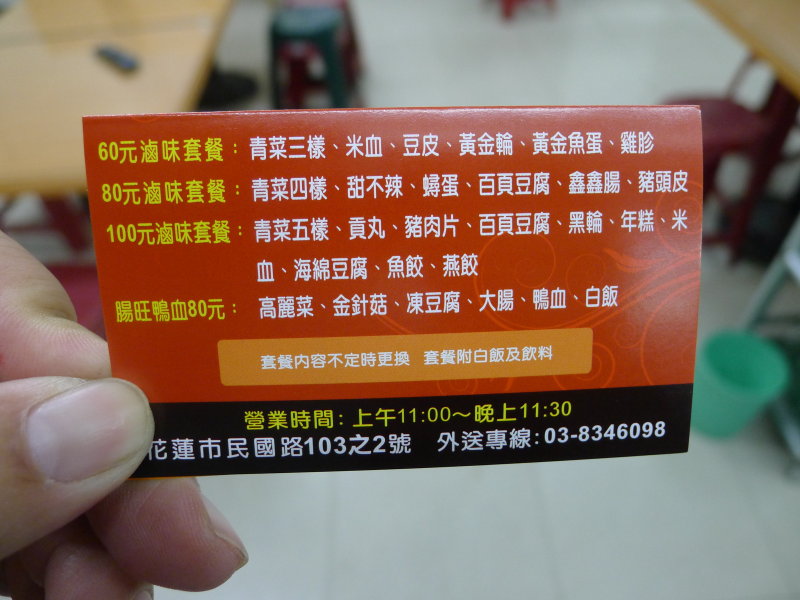 60元滷味套餐：青菜三樣、米血、豆皮、黃金輪、黃金魚蛋、雞胗
80元滷味套餐：青菜四樣、甜不辣、蟳蛋、百頁豆腐、鑫鑫腸、豬頭皮
100元滷味套餐：青菜五樣、貢丸、豬肉片、百頁豆腐、黑輪、年糕、米
血、海綿豆腐、魚餃、燕餃
腸旺鴨血80元：高麗菜、金針菇、凍豆腐、大腸、鴨血、白飯
套餐內容不定時更換 套餐附白飯及飲料
營業時間：上午11:00～晚上11:30
花蓮市民國路103之2號 外送專線：03-8346098